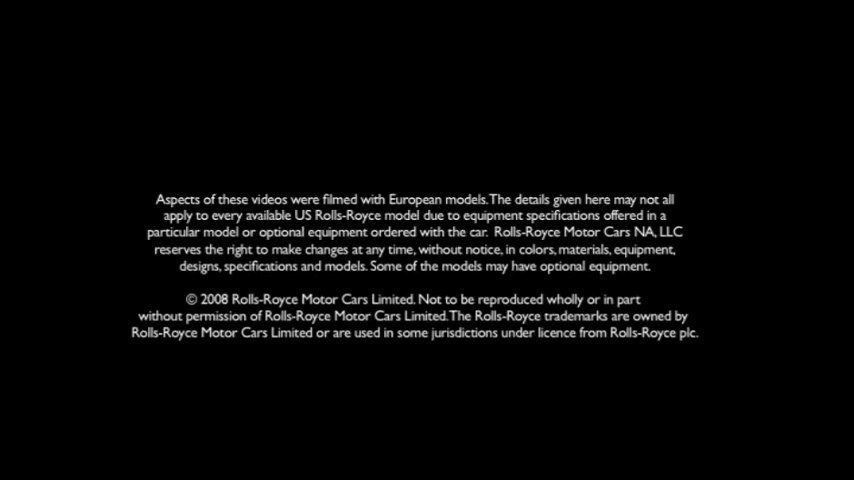 Aspects of these videos were filmed with European models. The details given here may not all
apply to every available US Rolls-Royce model due to equipment specifications offered in a
particular model or optional equipment ordered with the car. Rolls-Royce Motor Cars NA, LLC
reserves the right to make changes at any time, without notice, in colors, materials, equipment,
designs, specifications and models. Some of the models may have optional equipment.
© 2008 Rolls-Royce Motor Cars Limited. Not to be reproduced wholly or in part
without permission of Rolls-Royce Motor Cars Limited. The Rolls-Royce trademarks are owned by
Rolls-Royce Motor Cars Limited or are used in some jurisdictions under licence from Rolls-Royce plc.